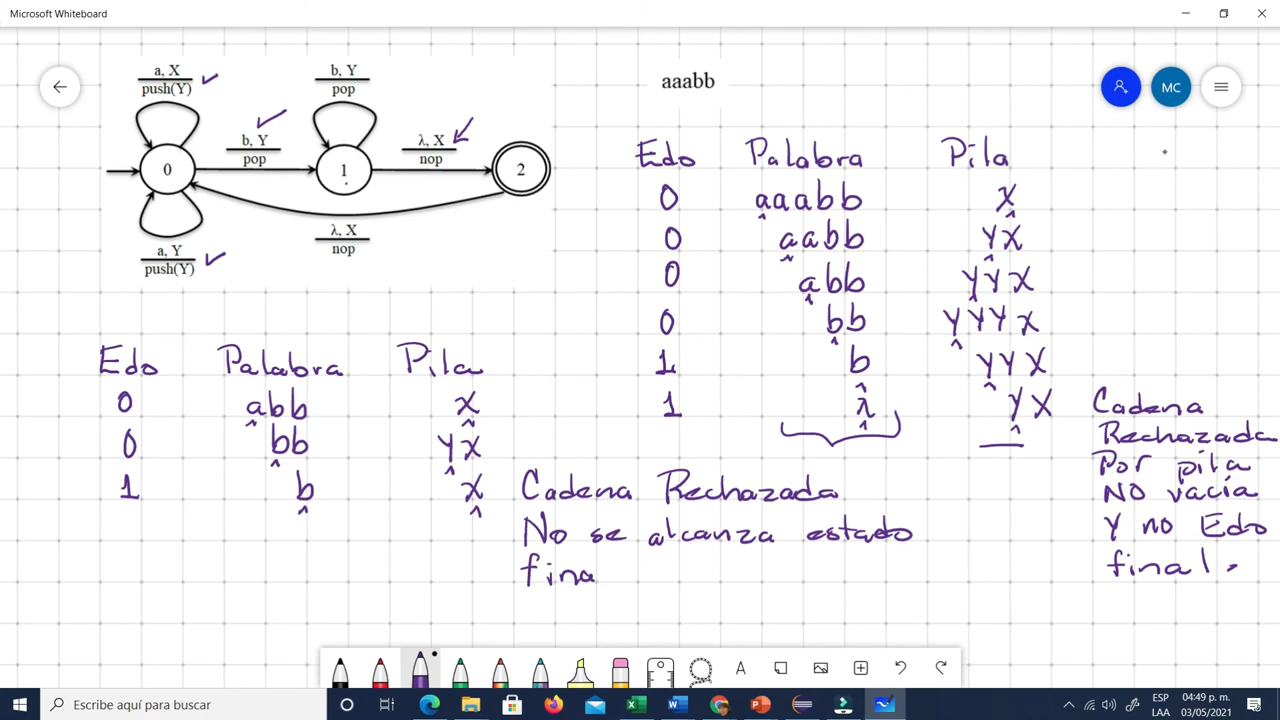 Microsoft Whiteboard
a, X
push(Y)
b, Y
pop
b, Y
pop
λ, X
nop
0
1
2
a, Y
push(Y)
λ, X
nop
aaabb
MC
Edo Palabra Pila
0 aaabb X
0 aabb YX
0 abb YYX
0 bb YYYX
1 b YYX
1 λ YX
Cadena
Rechazada
Por pila
NO vacía
Y no Edo
final.
Edo Palabra Pila
0 abb X
0 bb YX
1 b X
Cadena Rechazada
No se alcanza estado
fina
A
Escribe aquí para buscar
ESP
LAA
04:49 p. m.
03/05/2021